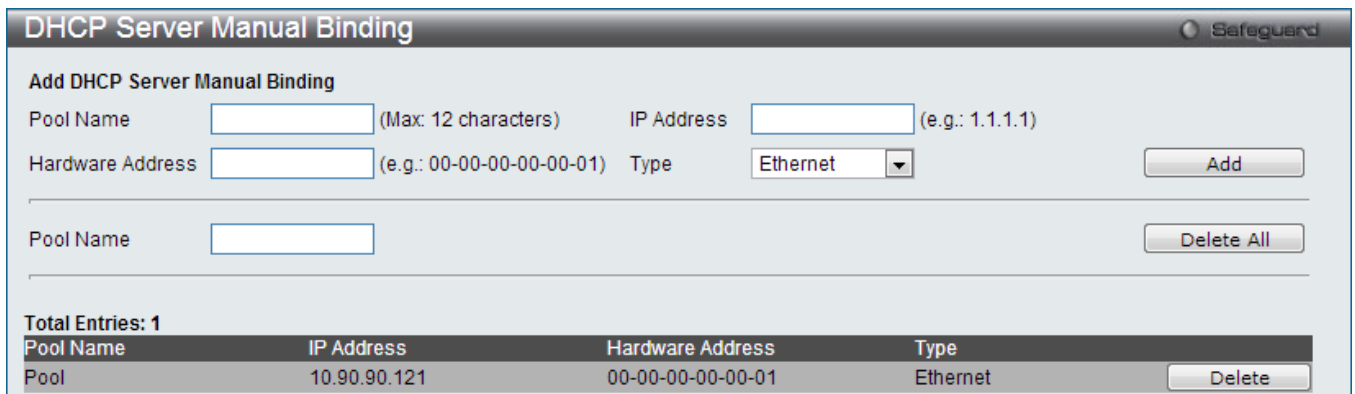 DHCP Server Manual Binding Safeguard
Add DHCP Server Manual Binding
Pool Name (Max: 12 characters) IP Address (e.g.: 1.1.1.1)
Hardware Address (e.g.: 00-00-00-00-00-01) Type Ethernet Add
Pool Name Delete All
Total Entries: 1
Pool Name IP Address Hardware Address Type
Pool 10.90.90.121 00-00-00-00-00-01 Ethernet Delete